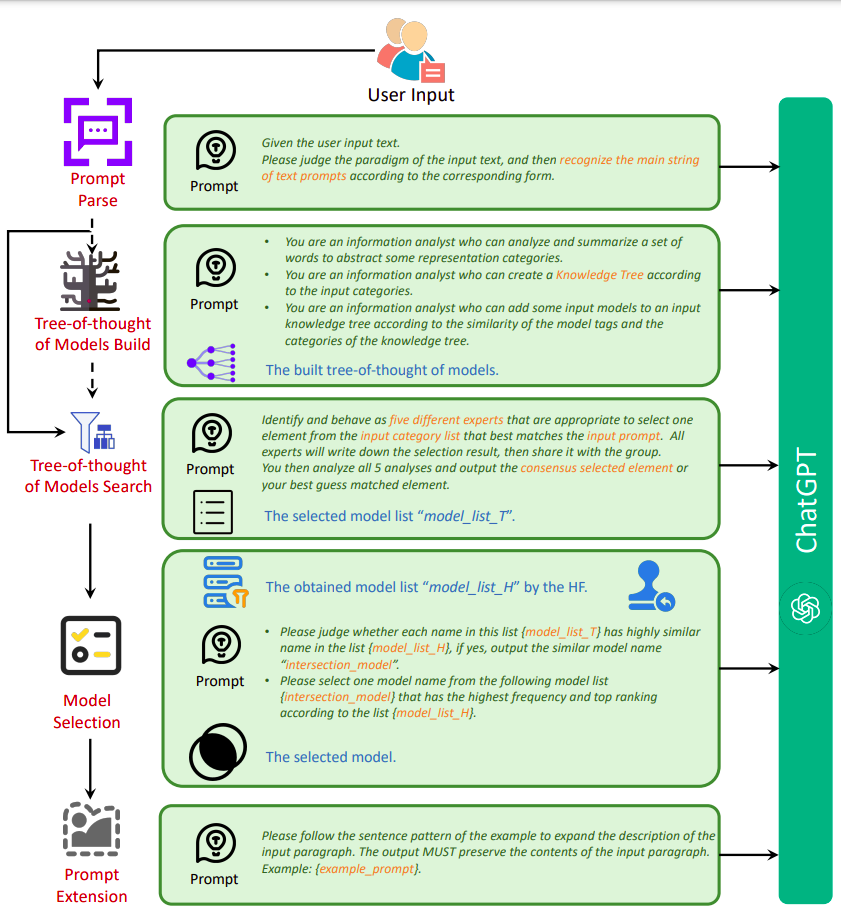 User Input
Prompt
Parse
Prompt
Given the user input text.
Please judge the paradigm of the input text, and then recognize the main string
of text prompts according to the corresponding form.
Tree-of-thought
of Models Build
Prompt
• You are an information analyst who can analyze and summarize a set of
words to abstract some representation categories.
• You are an information analyst who can create a Knowledge Tree according
to the input categories.
• You are an information analyst who can add some input models to an input
knowledge tree according to the similarity of the model tags and the
categories of the knowledge tree.
The built tree-of-thought of models.
Tree-of-thought
of Models Search
Prompt
Identify and behave as five different experts that are appropriate to select one
element from the input category list that best matches the input prompt. All
experts will write down the selection result, then share it with the group.
You then analyze all 5 analyses and output the consensus selected element or
your best guess matched element.
The selected model list “model_list_T”.
Model
Selection
The obtained model list “model_list_H” by the HF.
Prompt
• Please judge whether each name in this list {model_list_T} has highly similar
name in the list {model_list_H}, if yes, output the similar model name
“intersection_model”.
• Please select one model name from the following model list
{intersection_model} that has the highest frequency and top ranking
according to the list {model_list_H}.
The selected model.
Prompt
Extension
Prompt
Please follow the sentence pattern of the example to expand the description of the
input paragraph. The output MUST preserve the contents of the input paragraph.
Example: {example_prompt}.
ChatGPT